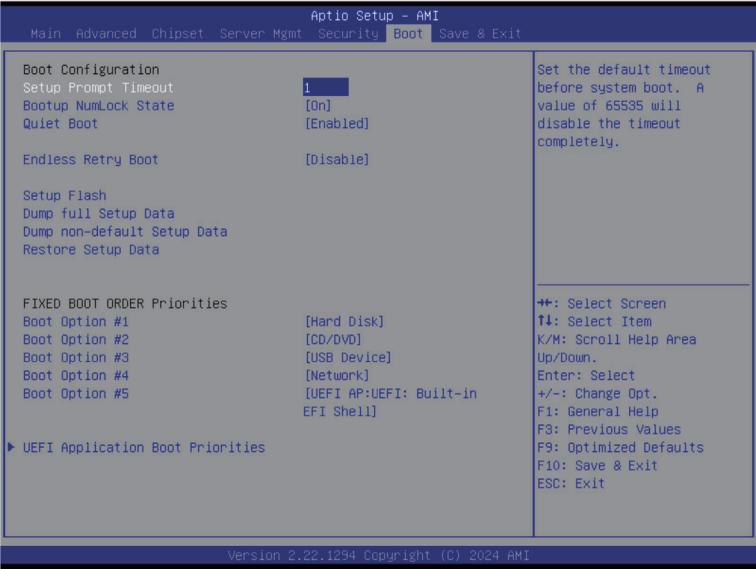 Aptio Setup – AMI
Main Advanced Chipset Server Mgmt Security Boot Save & Exit
Boot Configuration
Setup Prompt Timeout 1
Bootup NumLock State [On]
Quiet Boot [Enabled]
Endless Retry Boot [Disable]
Setup Flash
Dump full Setup Data
Dump non-default Setup Data
Restore Setup Data
FIXED BOOT ORDER Priorities
Boot Option #1 [Hard Disk]
Boot Option #2 [CD/DVD]
Boot Option #3 [USB Device]
Boot Option #4 [Network]
Boot Option #5 [UEFI AP:UEFI: Built-in
EFI Shell]
UEFI Application Boot Priorities
Set the default timeout
before system boot. A
value of 65535 will
disable the timeout
completely.
→←: Select Screen
↑↓: Select Item
K/M: Scroll Help Area
Up/Down.
Enter: Select
+/-: Change Opt.
F1: General Help
F3: Previous Values
F9: Optimized Defaults
F10: Save & Exit
ESC: Exit
Version 2.22.1294 Copyright (C) 2024 AMI